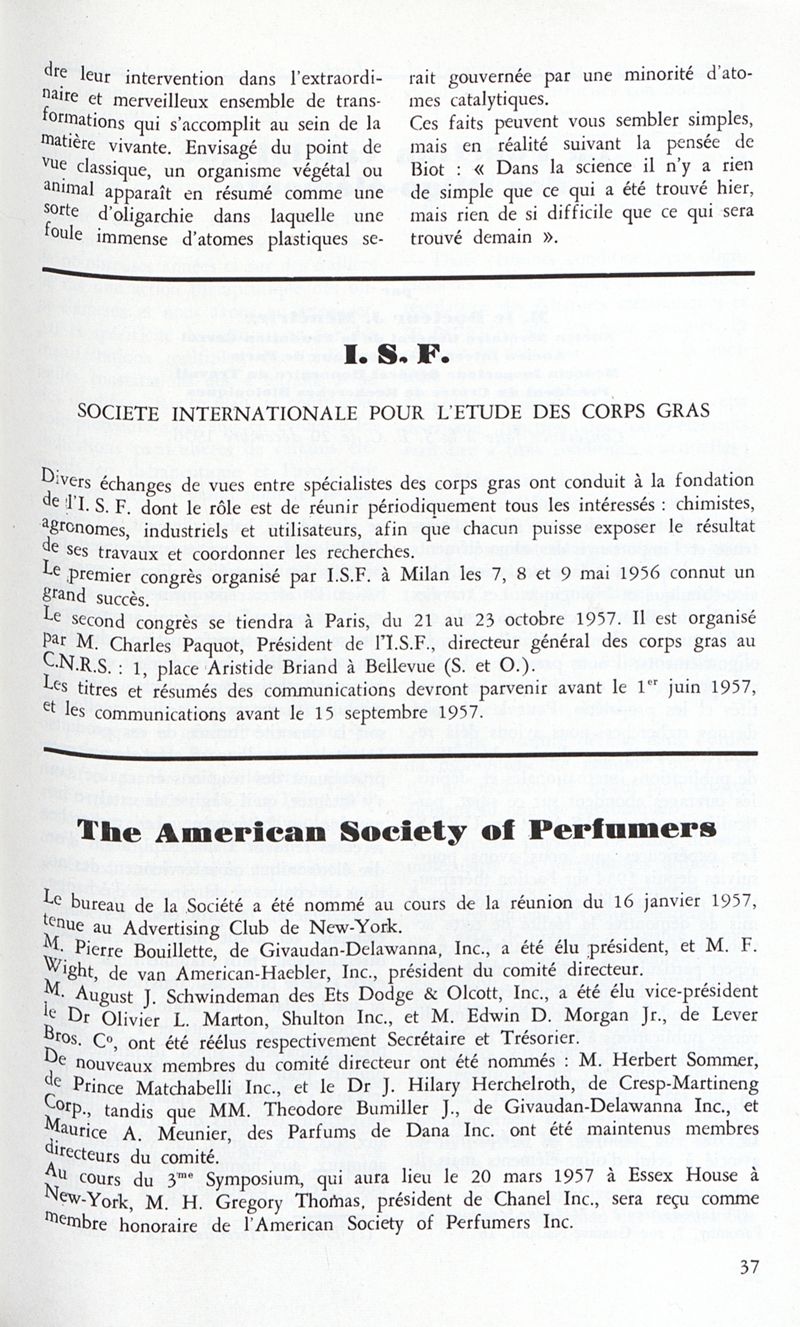 dre leur intervention dans l'extraordi-
naire et merveilleux ensemble de trans-
formations qui s'accomplit au sein de la
matière vivante. Envisagé du point de
vue classique, un organisme végétal ou
animal apparaît en résumé comme une
sorte d'oligarchie dans laquelle une
foule immense d'atomes plastiques se-
rait gouvernée par une minorité d'ato-
mes catalytiques.
Ces faits peuvent vous sembler simples,
mais en réalité suivant la pensée de
Biot : « Dans la science il n'y a rien
de simple que ce qui a été trouvé hier,
mais rien de si difficile que ce qui sera
trouvé demain ».
I. S. F.
SOCIETE INTERNATIONALE POUR L'ETUDE DES CORPS GRAS
Divers échanges de vues entre spécialistes des corps gras ont conduit à la fondation
de l'I. S. F. dont le rôle est de réunir périodiquement tous les intéressés : chimistes,
agronomes, industriels et utilisateurs, afin que chacun puisse exposer le résultat
de ses travaux et coordonner les recherches.
Le premier congrès organisé par I.S.F. à Milan les 7, 8 et 9 mai 1956 connut un
grand succès.
Le second congrès se tiendra à Paris, du 21 au 23 octobre 1957. Il est organisé
par M. Charles Paquot, Président de l'I.S.F., directeur général des corps gras au
C.N.R.S. : 1, place Aristide Briand à Bellevue (S. et O.).
Les titres et résumés des communications devront parvenir avant le 1er juin 1957,
et les communications avant le 15 septembre 1957.
The American Society of Perfumers
Le bureau de la Société a été nommé au cours de la réunion du 16 janvier 1957,
tenue au Advertising Club de New-York.
M. Pierre Bouillette, de Givaudan-Delawanna, Inc., a été élu président, et M. F.
Wight, de van American-Haebler, Inc., président du comité directeur.
M. August J. Schwindeman des Ets Dodge & Olcott, Inc., a été élu vice-président
le Dr Olivier L. Marton, Shulton Inc., et M. Edwin D. Morgan Jr., de Lever
Bros. C°, ont été réélus respectivement Secrétaire et Trésorier.
De nouveaux membres du comité directeur ont été nommés : M. Herbert Sommer,
de Prince Matchabelli Inc., et le Dr J. Hilary Herchelroth, de Cresp-Martineng
Corp., tandis que MM. Theodore Bumiller J., de Givaudan-Delawanna Inc., et
Maurice A. Meunier, des Parfums de Dana Inc. ont été maintenus membres
directeurs du comité.
Au cours du 3me Symposium, qui aura lieu le 20 mars 1957 à Essex House à
New-York, M. H. Gregory Thomas, président de Chanel Inc., sera reçu comme
membre honoraire de l'American Society of Perfumers Inc.
37